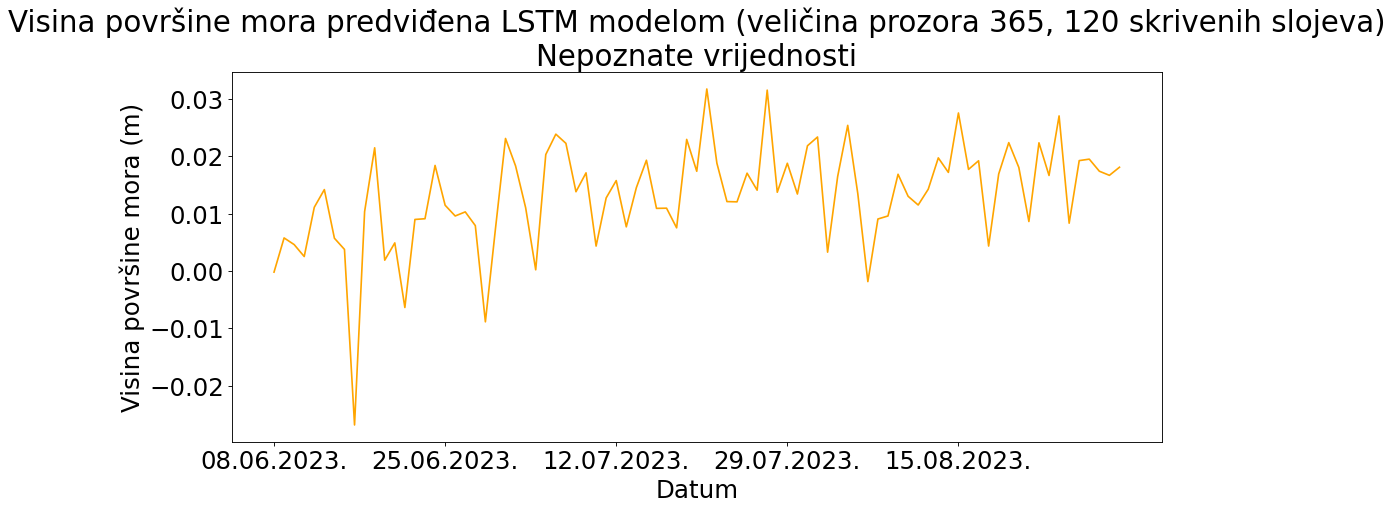 Visina površine mora predviđena LSTM modelom (veličina prozora 365, 120 skrivenih slojeva)
Nepoznate vrijednosti
Visina površine mora (m)
0.03
0.02
0.01
0.00
−0.01
−0.02
08.06.2023. 25.06.2023. 12.07.2023. 29.07.2023. 15.08.2023.
Datum